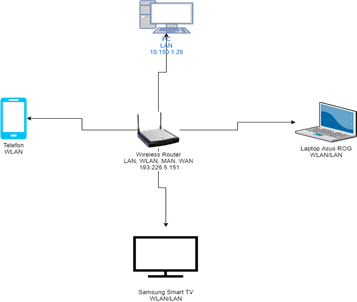 PC
LAN
10.150.1.26
Telefon
WLAN
Wireless Router
LAN, WLAN, MAN, WAN
193.226.5.151
Laptop Asus ROG
WLAN/LAN
Samsung Smart TV
WLAN/LAN